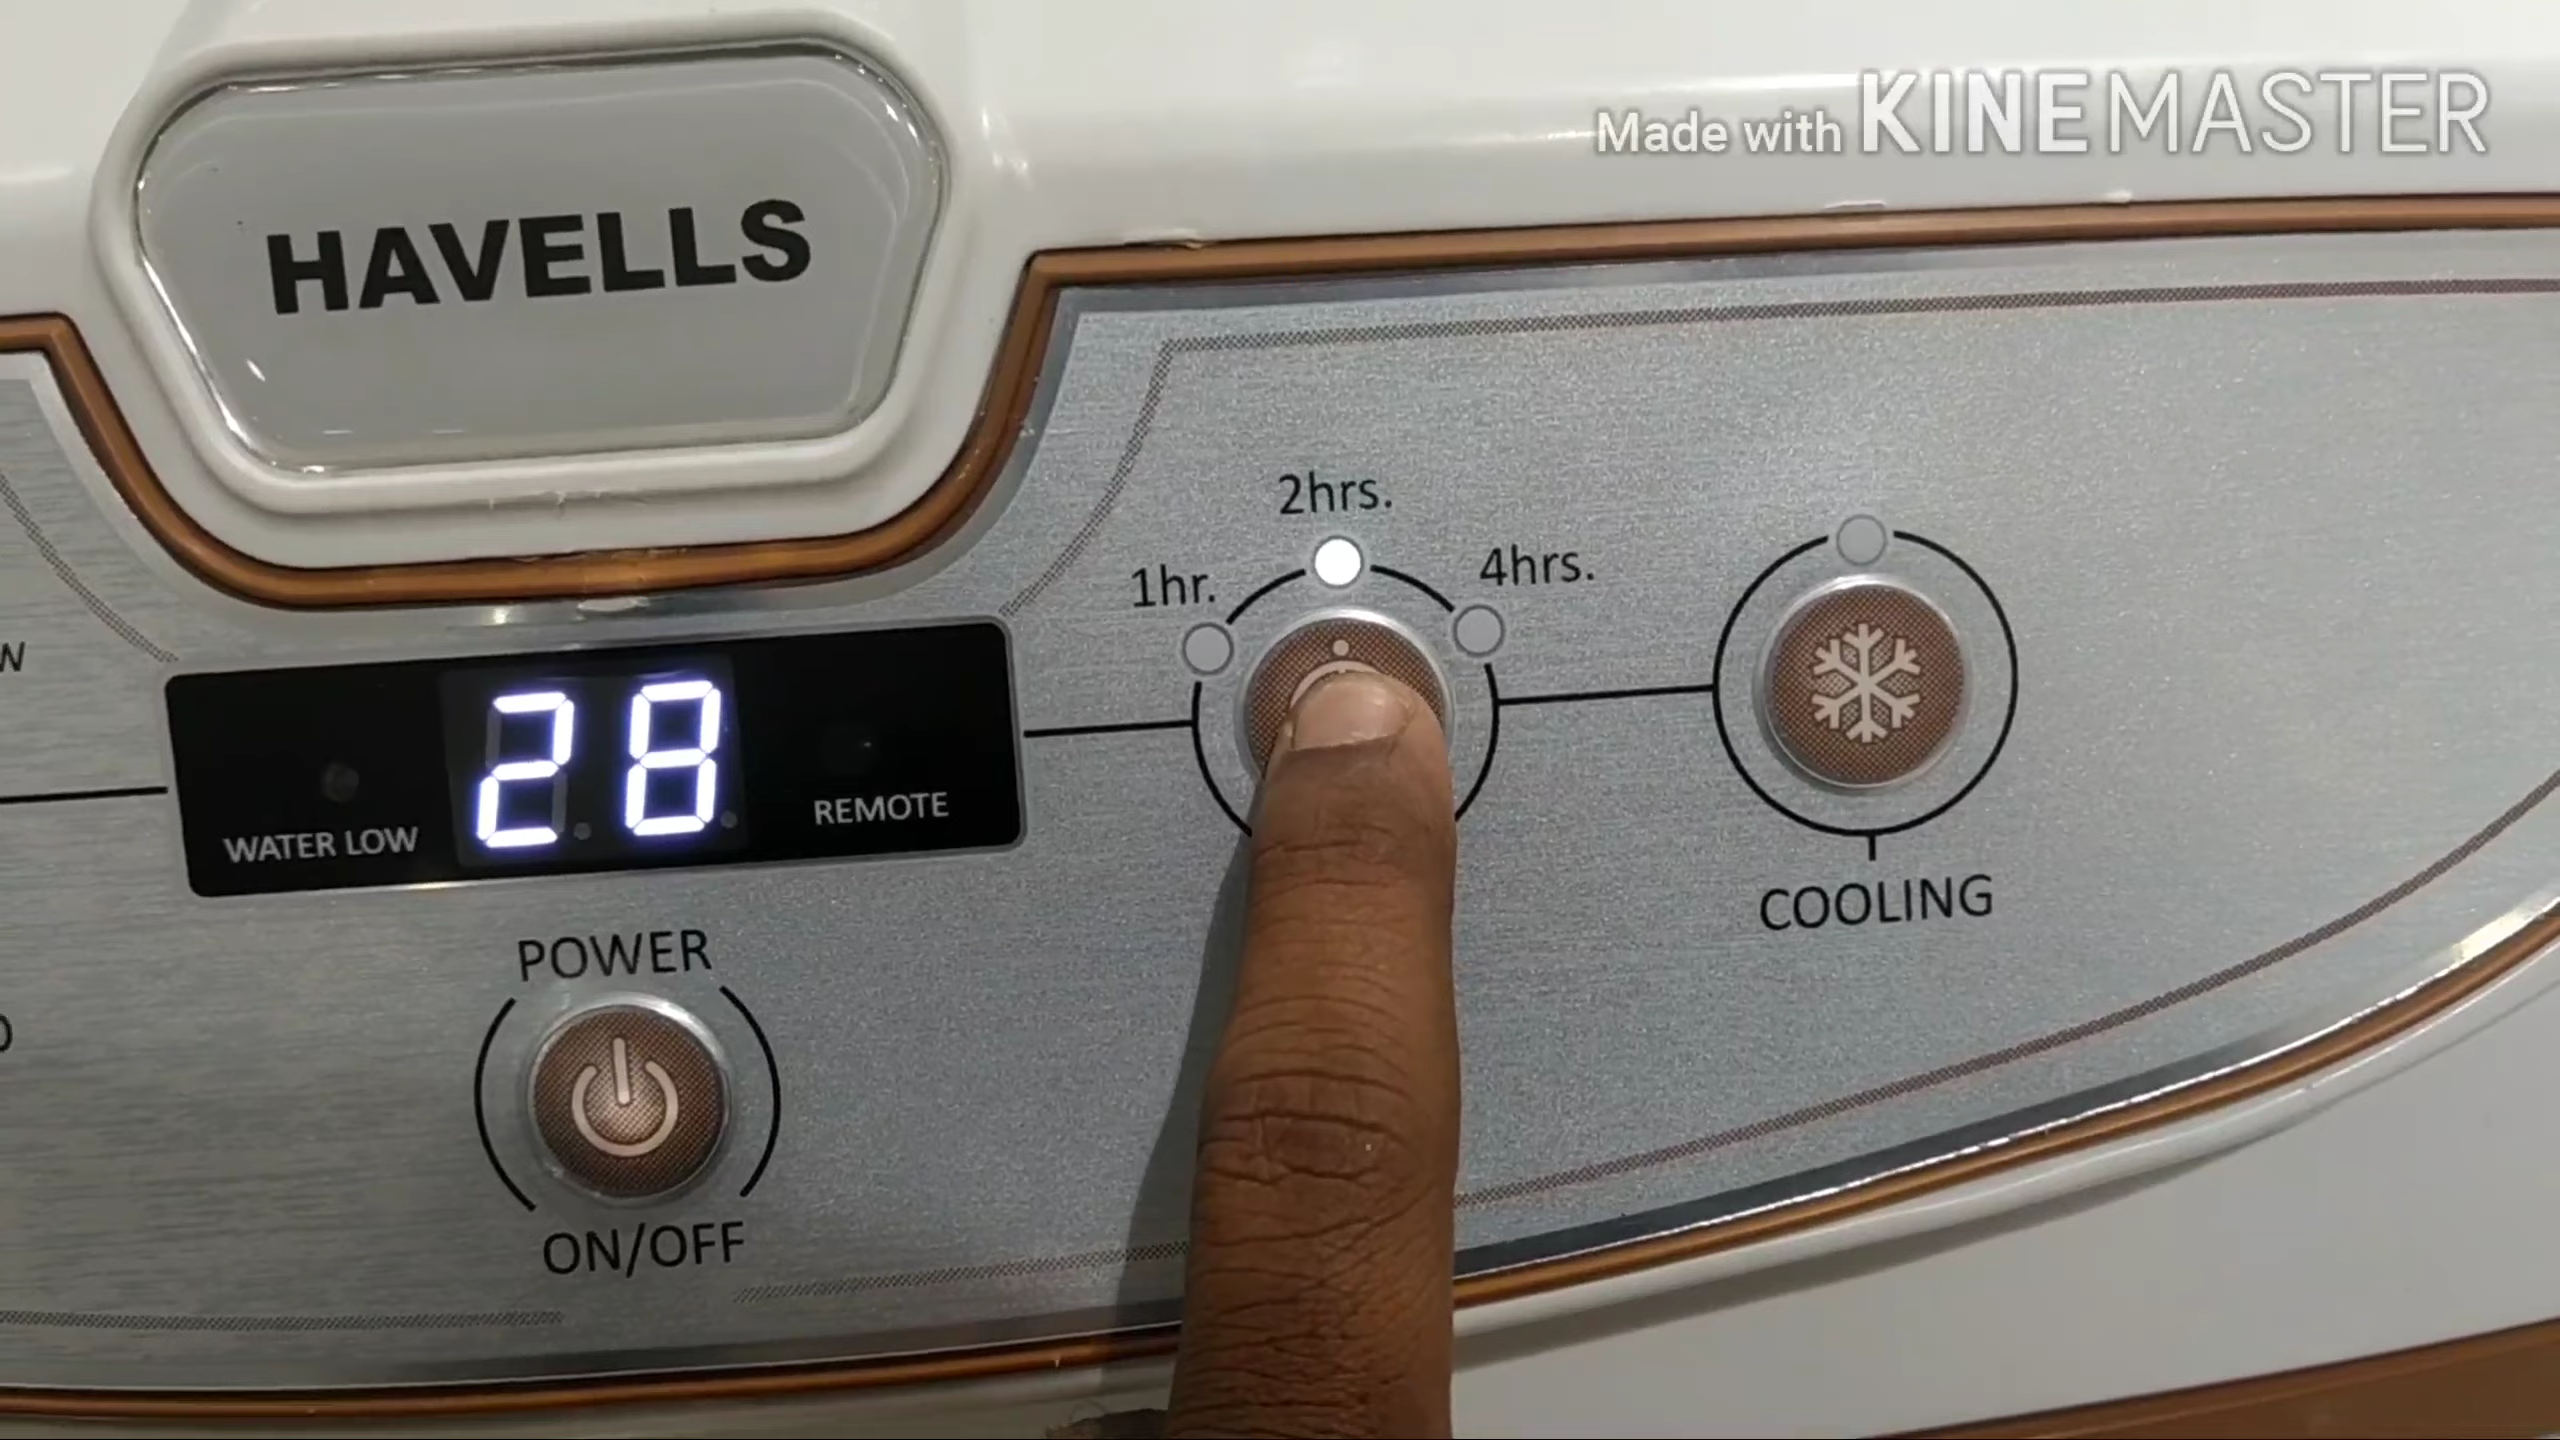 Made with KINEMASTER
HAVELLS
2hrs.
1hr.
4hrs.
28
WATER LOW
REMOTE
COOLING
POWER
ON/OFF